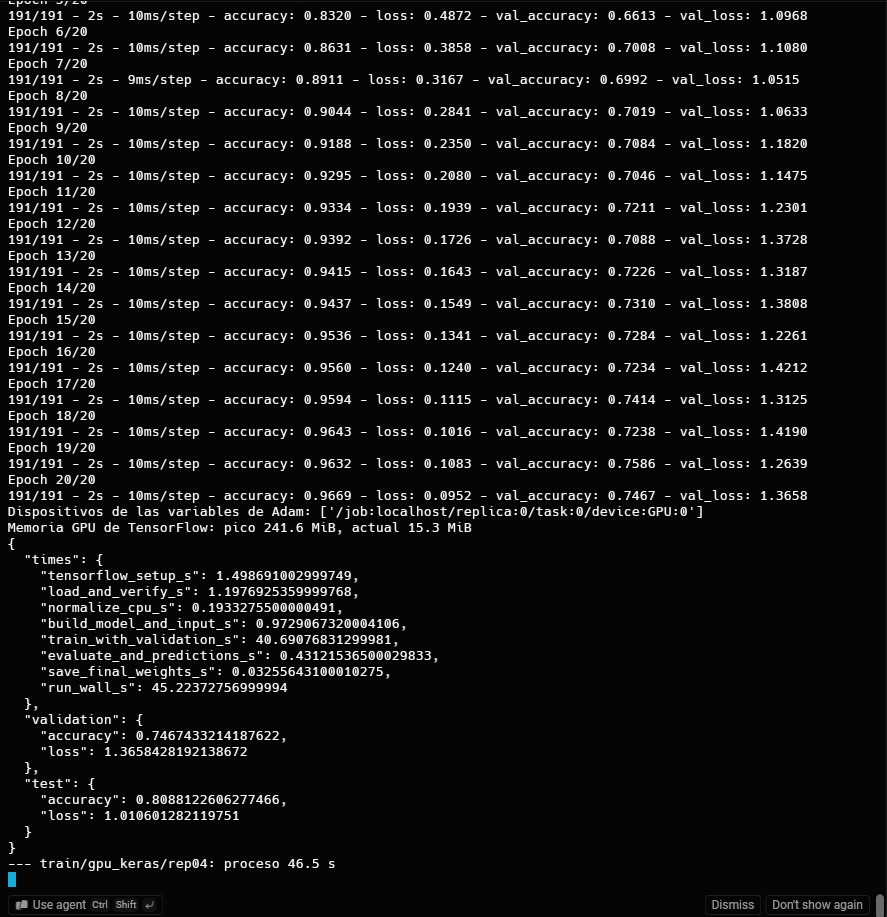 Epoch 5/20
191/191 - 2s - 10ms/step - accuracy: 0.8320 - loss: 0.4872 - val_accuracy: 0.6613 - val_loss: 1.0968
Epoch 6/20
191/191 - 2s - 10ms/step - accuracy: 0.8631 - loss: 0.3858 - val_accuracy: 0.7008 - val_loss: 1.1080
Epoch 7/20
191/191 - 2s - 9ms/step - accuracy: 0.8911 - loss: 0.3167 - val_accuracy: 0.6992 - val_loss: 1.0515
Epoch 8/20
191/191 - 2s - 10ms/step - accuracy: 0.9044 - loss: 0.2841 - val_accuracy: 0.7019 - val_loss: 1.0633
Epoch 9/20
191/191 - 2s - 10ms/step - accuracy: 0.9188 - loss: 0.2350 - val_accuracy: 0.7084 - val_loss: 1.1820
Epoch 10/20
191/191 - 2s - 10ms/step - accuracy: 0.9295 - loss: 0.2080 - val_accuracy: 0.7046 - val_loss: 1.1475
Epoch 11/20
191/191 - 2s - 10ms/step - accuracy: 0.9334 - loss: 0.1939 - val_accuracy: 0.7211 - val_loss: 1.2301
Epoch 12/20
191/191 - 2s - 10ms/step - accuracy: 0.9392 - loss: 0.1726 - val_accuracy: 0.7088 - val_loss: 1.3728
Epoch 13/20
191/191 - 2s - 10ms/step - accuracy: 0.9415 - loss: 0.1643 - val_accuracy: 0.7226 - val_loss: 1.3187
Epoch 14/20
191/191 - 2s - 10ms/step - accuracy: 0.9437 - loss: 0.1549 - val_accuracy: 0.7310 - val_loss: 1.3808
Epoch 15/20
191/191 - 2s - 10ms/step - accuracy: 0.9536 - loss: 0.1341 - val_accuracy: 0.7284 - val_loss: 1.2261
Epoch 16/20
191/191 - 2s - 10ms/step - accuracy: 0.9560 - loss: 0.1240 - val_accuracy: 0.7234 - val_loss: 1.4212
Epoch 17/20
191/191 - 2s - 10ms/step - accuracy: 0.9594 - loss: 0.1115 - val_accuracy: 0.7414 - val_loss: 1.3125
Epoch 18/20
191/191 - 2s - 10ms/step - accuracy: 0.9643 - loss: 0.1016 - val_accuracy: 0.7238 - val_loss: 1.4190
Epoch 19/20
191/191 - 2s - 10ms/step - accuracy: 0.9632 - loss: 0.1083 - val_accuracy: 0.7586 - val_loss: 1.2639
Epoch 20/20
191/191 - 2s - 10ms/step - accuracy: 0.9669 - loss: 0.0952 - val_accuracy: 0.7467 - val_loss: 1.3658
Dispositivos de las variables de Adam: ['/job:localhost/replica:0/task:0/device:GPU:0']
Memoria GPU de TensorFlow: pico 241.6 MiB, actual 15.3 MiB
{
  "times": {
    "tensorflow_setup_s": 1.498691002999749,
    "load_and_verify_s": 1.1976925359999768,
    "normalize_cpu_s": 0.1933275500000491,
    "build_model_and_input_s": 0.9729067320004106,
    "train_with_validation_s": 40.69076831299981,
    "evaluate_and_predictions_s": 0.43121536500029833,
    "save_final_weights_s": 0.03255643100010275,
    "run_wall_s": 45.22372756999994
  },
  "validation": {
    "accuracy": 0.7467433214187622,
    "loss": 1.3658428192138672
  },
  "test": {
    "accuracy": 0.8088122606277466,
    "loss": 1.010601282119751
  }
}
--- train/gpu_keras/rep04: proceso 46.5 s
Use agent Ctrl Shift ⏎ Dismiss Don't show again